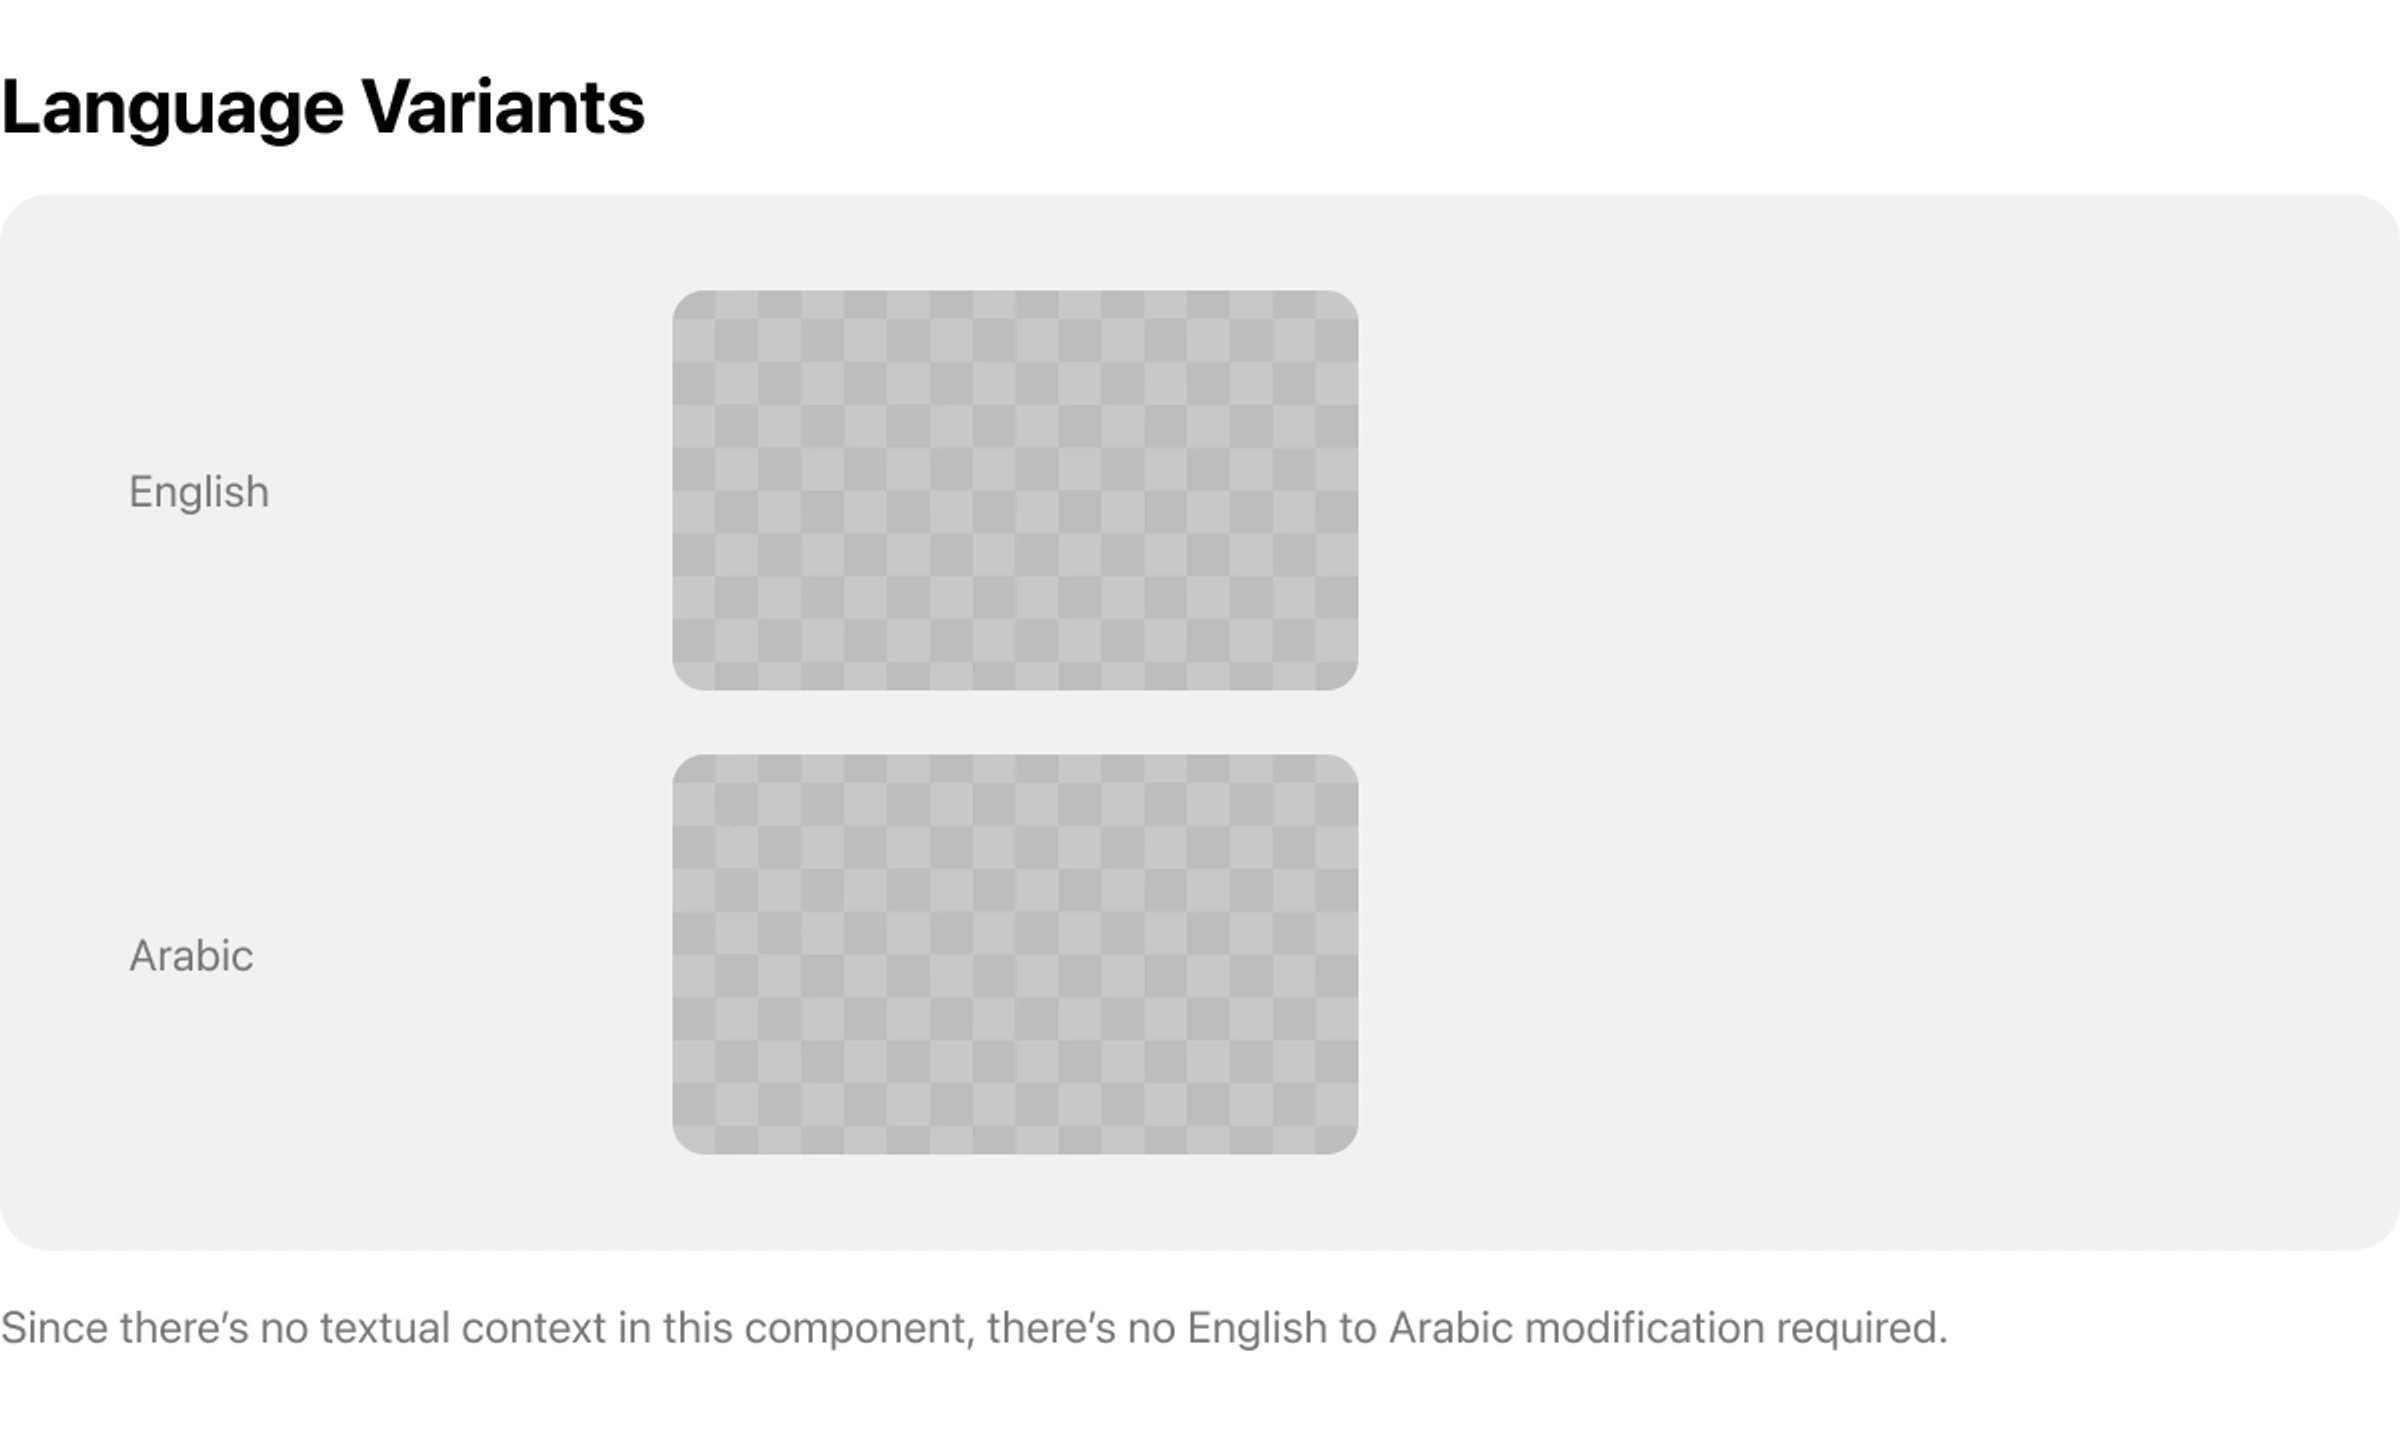 Language Variants
English
Arabic
Since there’s no textual context in this component, there’s no English to Arabic modification required.